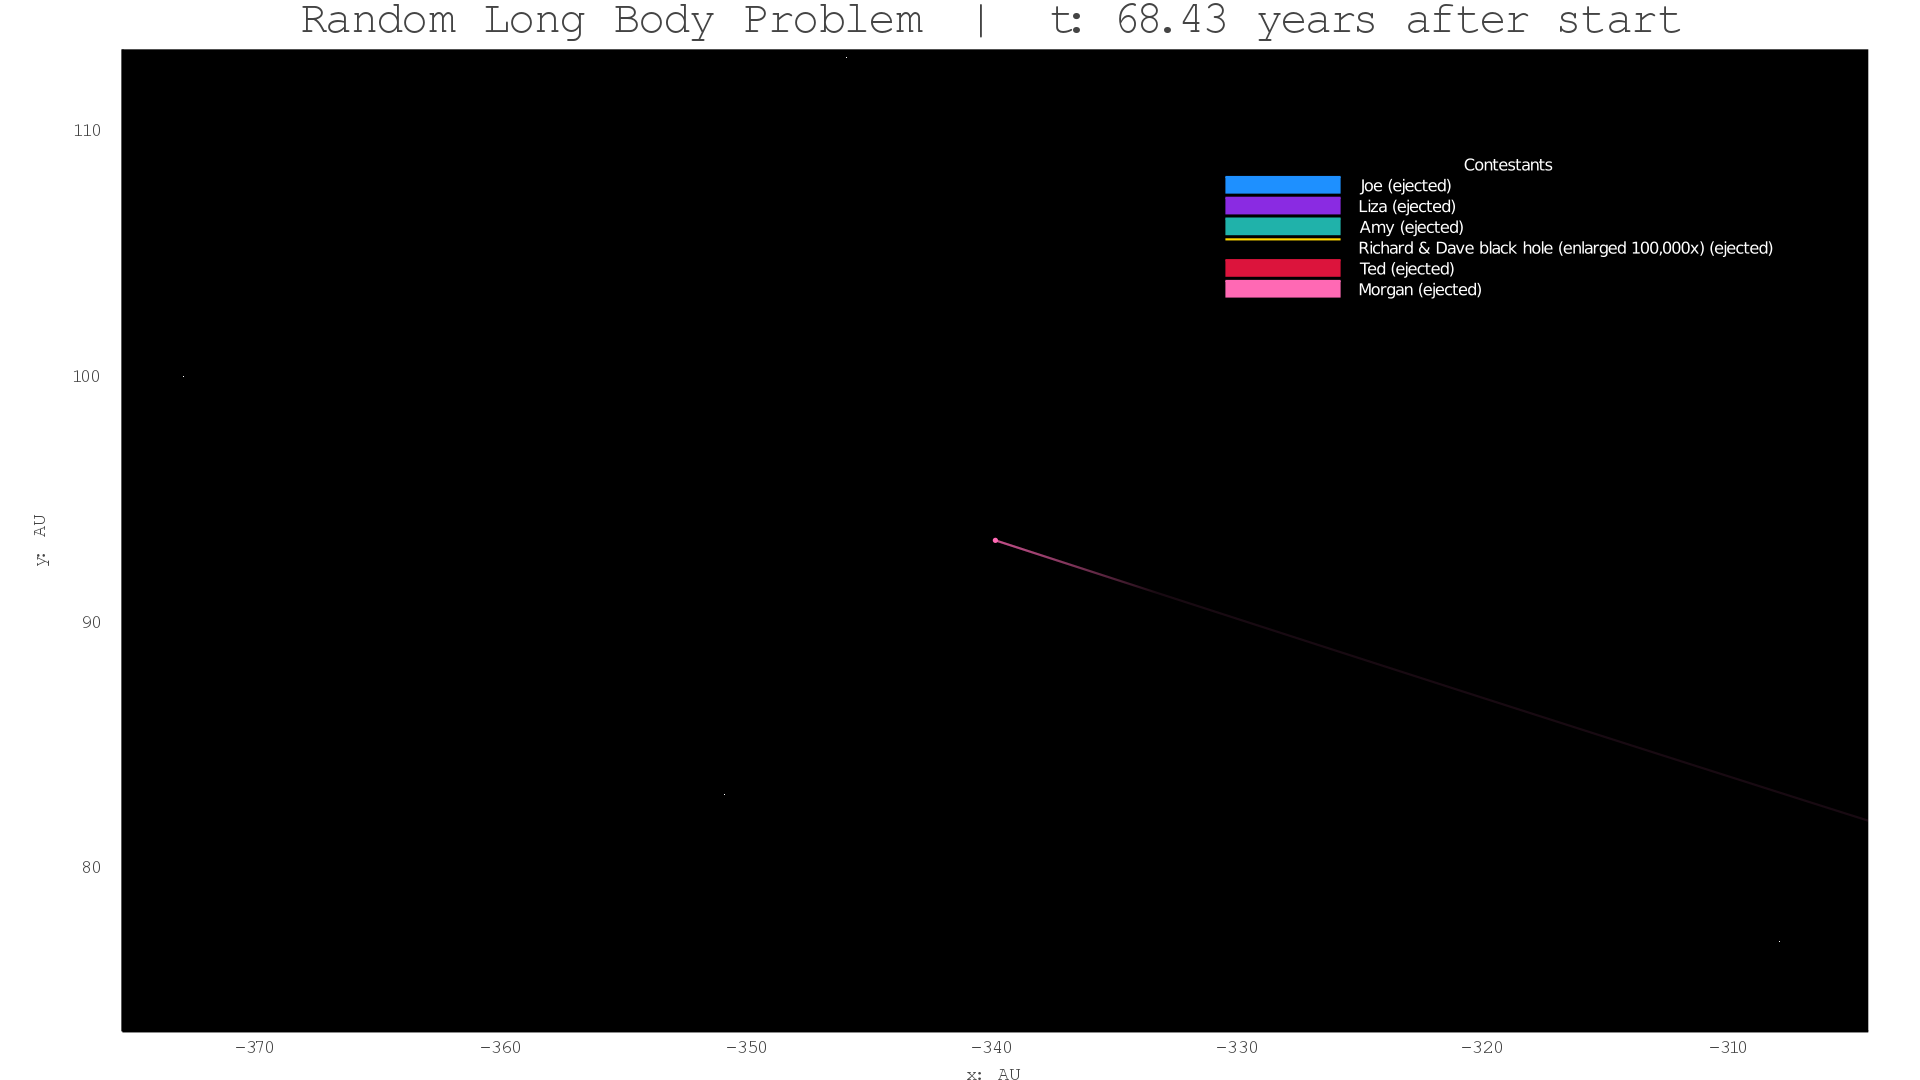 Random Long Body Problem | t: 68.43 years after start
110
100
90
80
y: AU
Contestants
Joe (ejected)
Liza (ejected)
Amy (ejected)
Richard & Dave black hole (enlarged 100,000x) (ejected)
Ted (ejected)
Morgan (ejected)
−370 −360 −350 −340 −330 −320 −310
x: AU